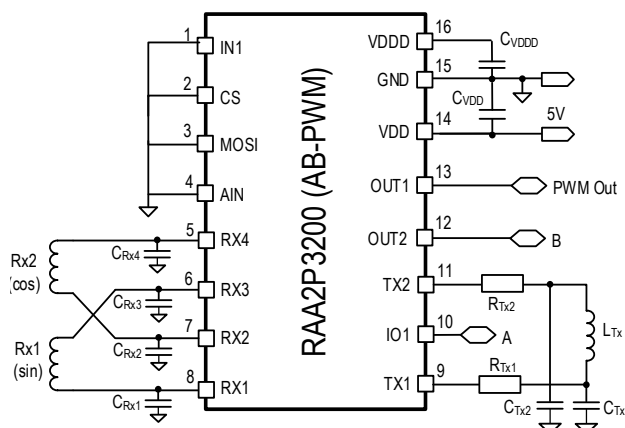 1
IN1
2
CS
3
MOSI
4
AIN
5
RX4
6
RX3
7
RX2
8
RX1
RAA2P3200 (AB-PWM)
VDDD
16
GND
15
VDD
14
OUT1
13
OUT2
12
TX2
11
IO1
10
TX1
9
CVDDD
CVDD
5V
PWM Out
B
A
RTx2
RTx1
LTx
CTx2
CTx
Rx2
(cos)
Rx1
(sin)
CRx4
CRx3
CRx2
CRx1